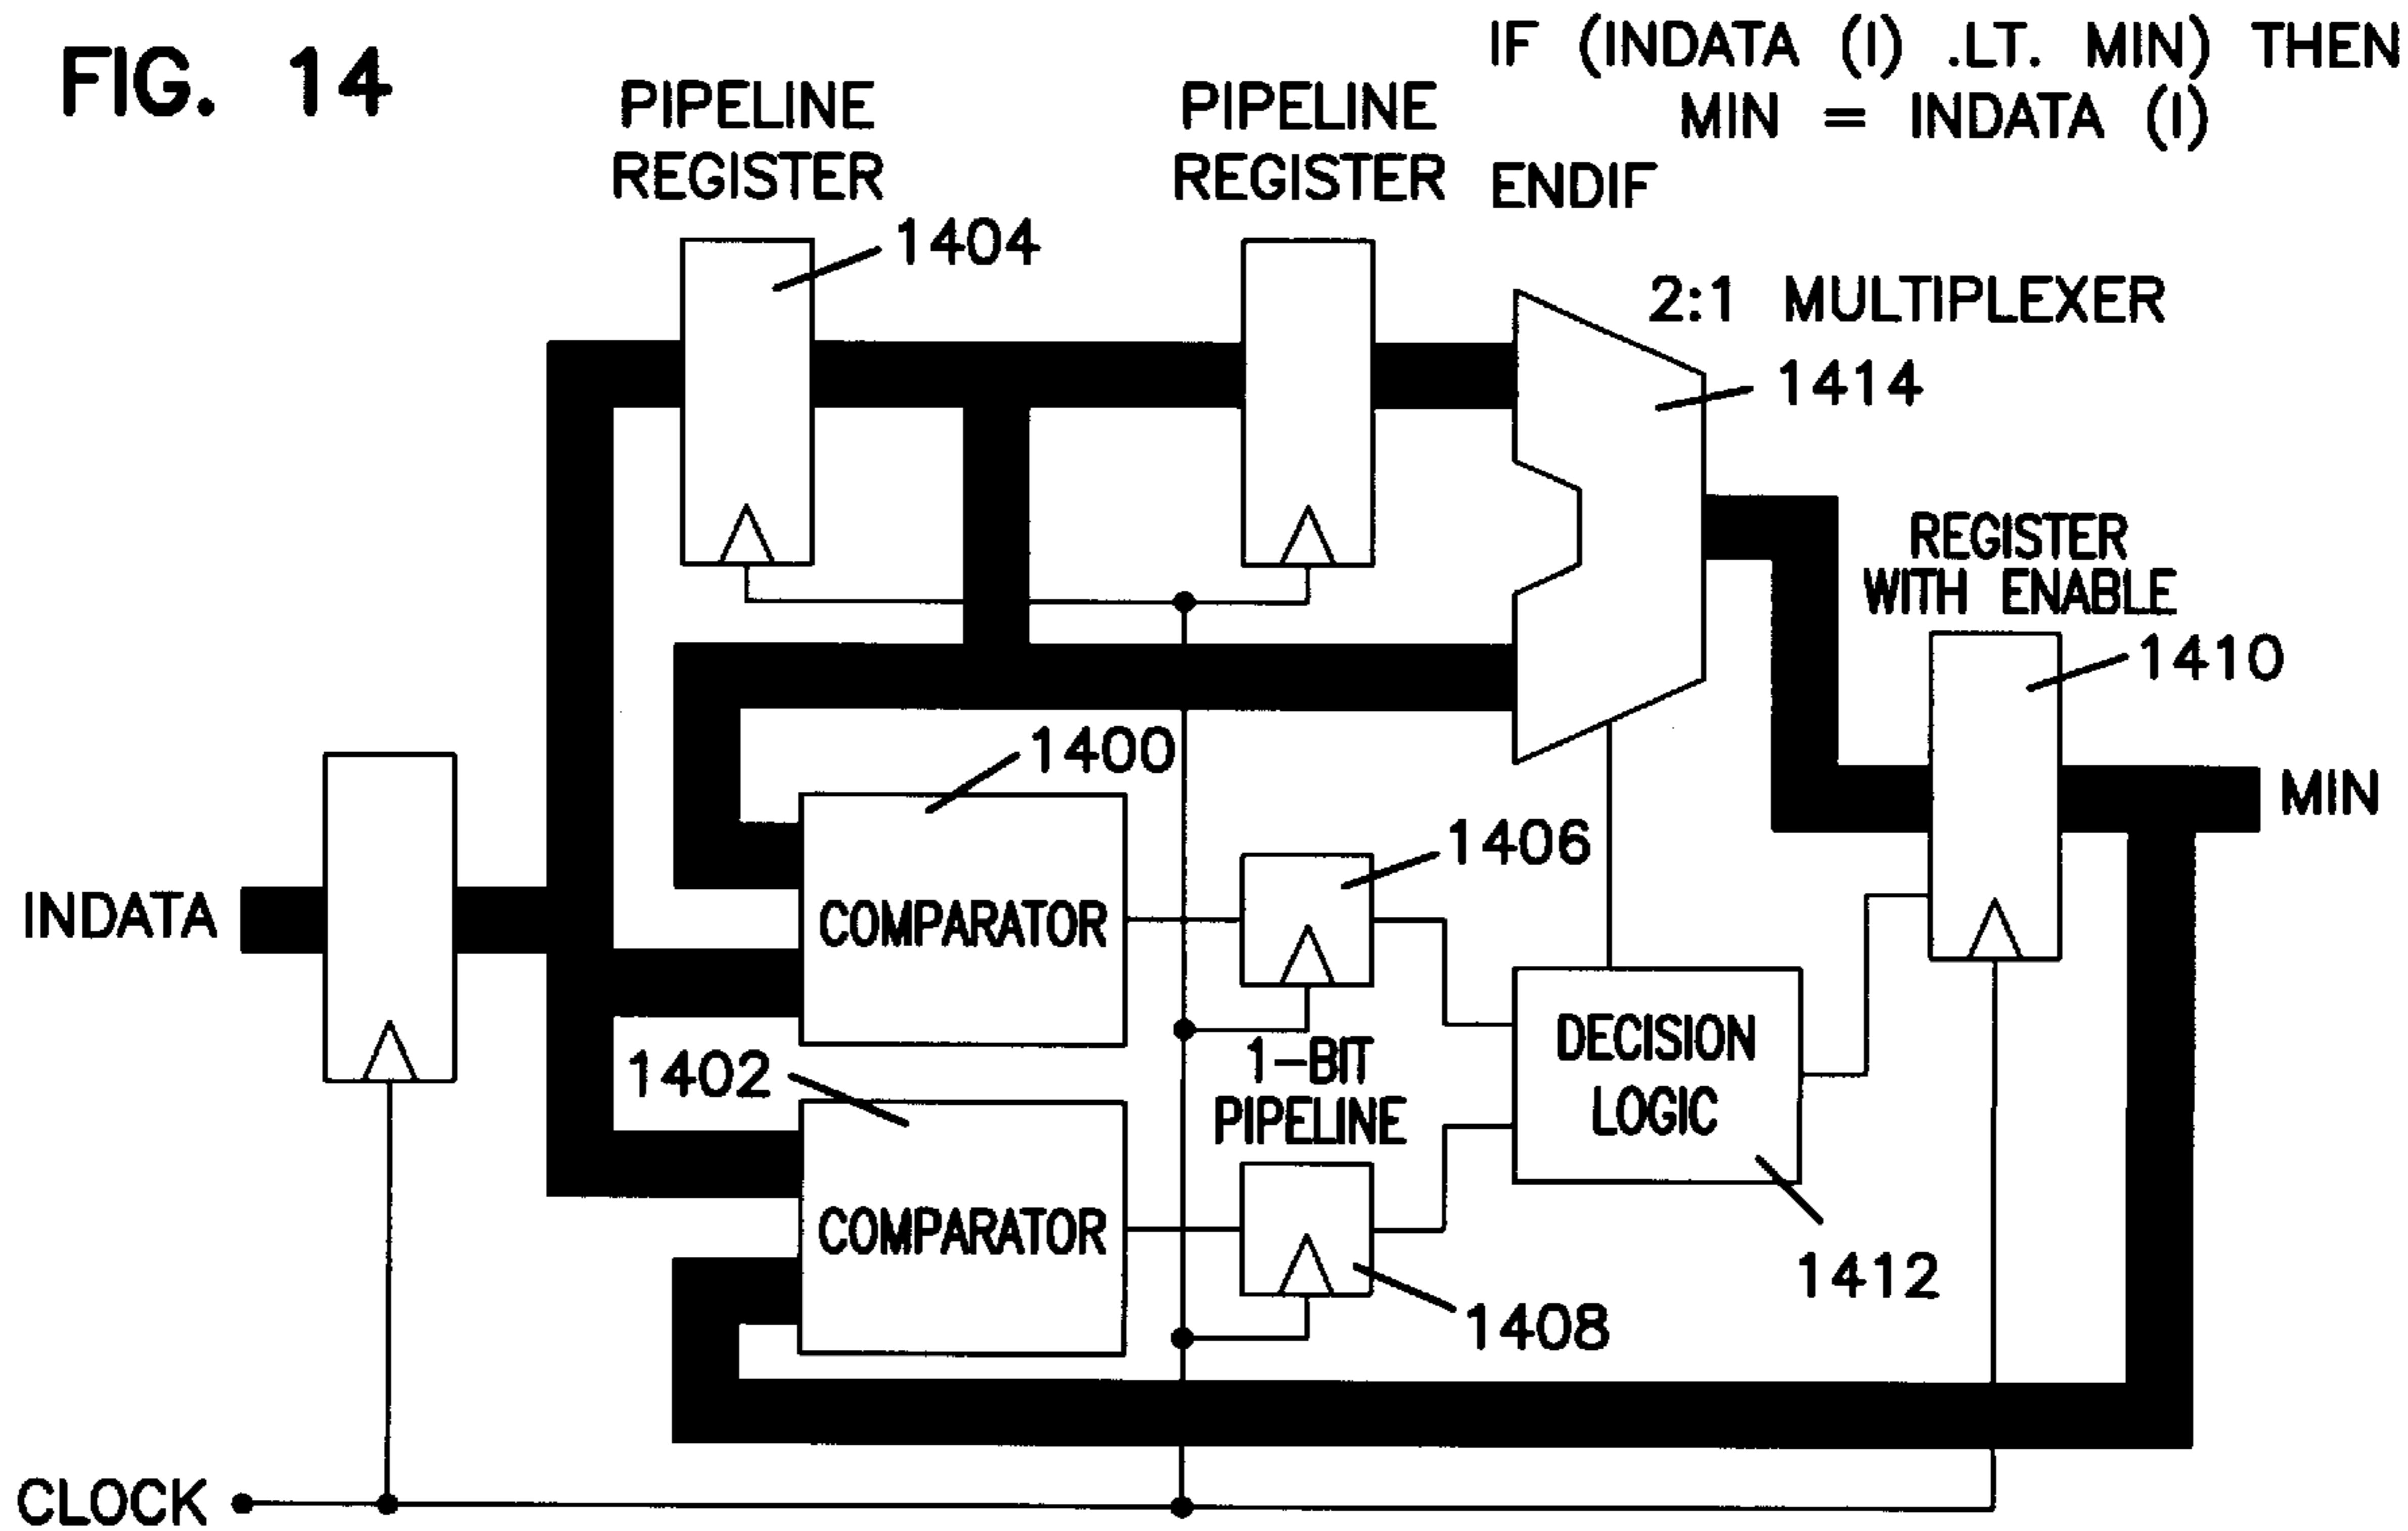 FIG. 14
IF (INDATA (I) .LT. MIN) THEN
MIN = INDATA (I)
ENDIF
PIPELINE
REGISTER
PIPELINE
REGISTER
1404
2:1 MULTIPLEXER
1414
REGISTER
WITH ENABLE
1410
1400
MIN
1406
INDATA
COMPARATOR
1-BIT
PIPELINE
DECISION
LOGIC
1402
COMPARATOR
1412
1408
CLOCK